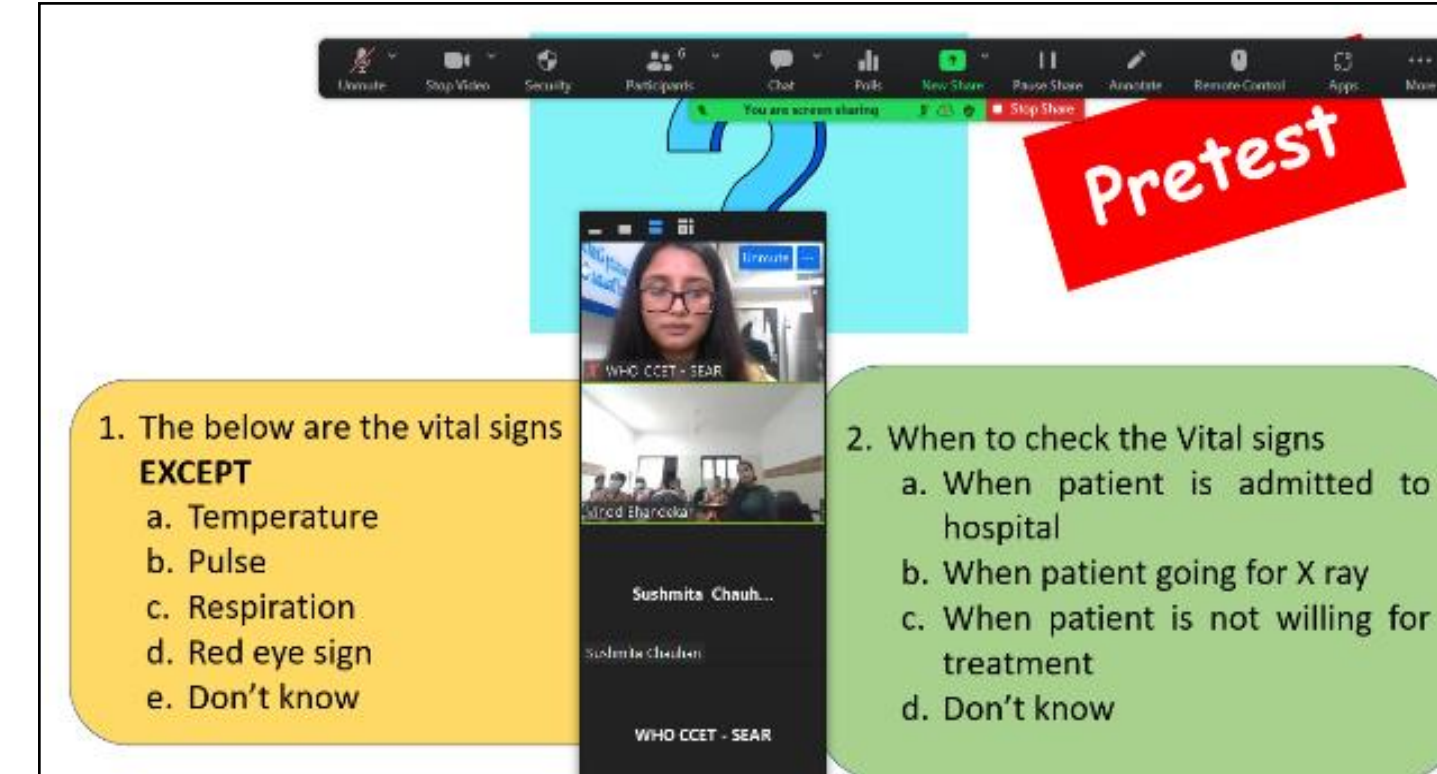 6
Unmute Stop Video Security Participants Chat Polls New Share Pause Share Annotate Remote Control Apps More
You are screen sharing Stop Share
Pretest
Unmute
WHO CCET - SEAR
Vinod Bhandekar
Sushmita Chauh...
Sushmita Chauhan
WHO CCET - SEAR
1. The below are the vital signs
EXCEPT
a. Temperature
b. Pulse
c. Respiration
d. Red eye sign
e. Don't know
2. When to check the Vital signs
a. When patient is admitted to
hospital
b. When patient going for X ray
c. When patient is not willing for
treatment
d. Don't know